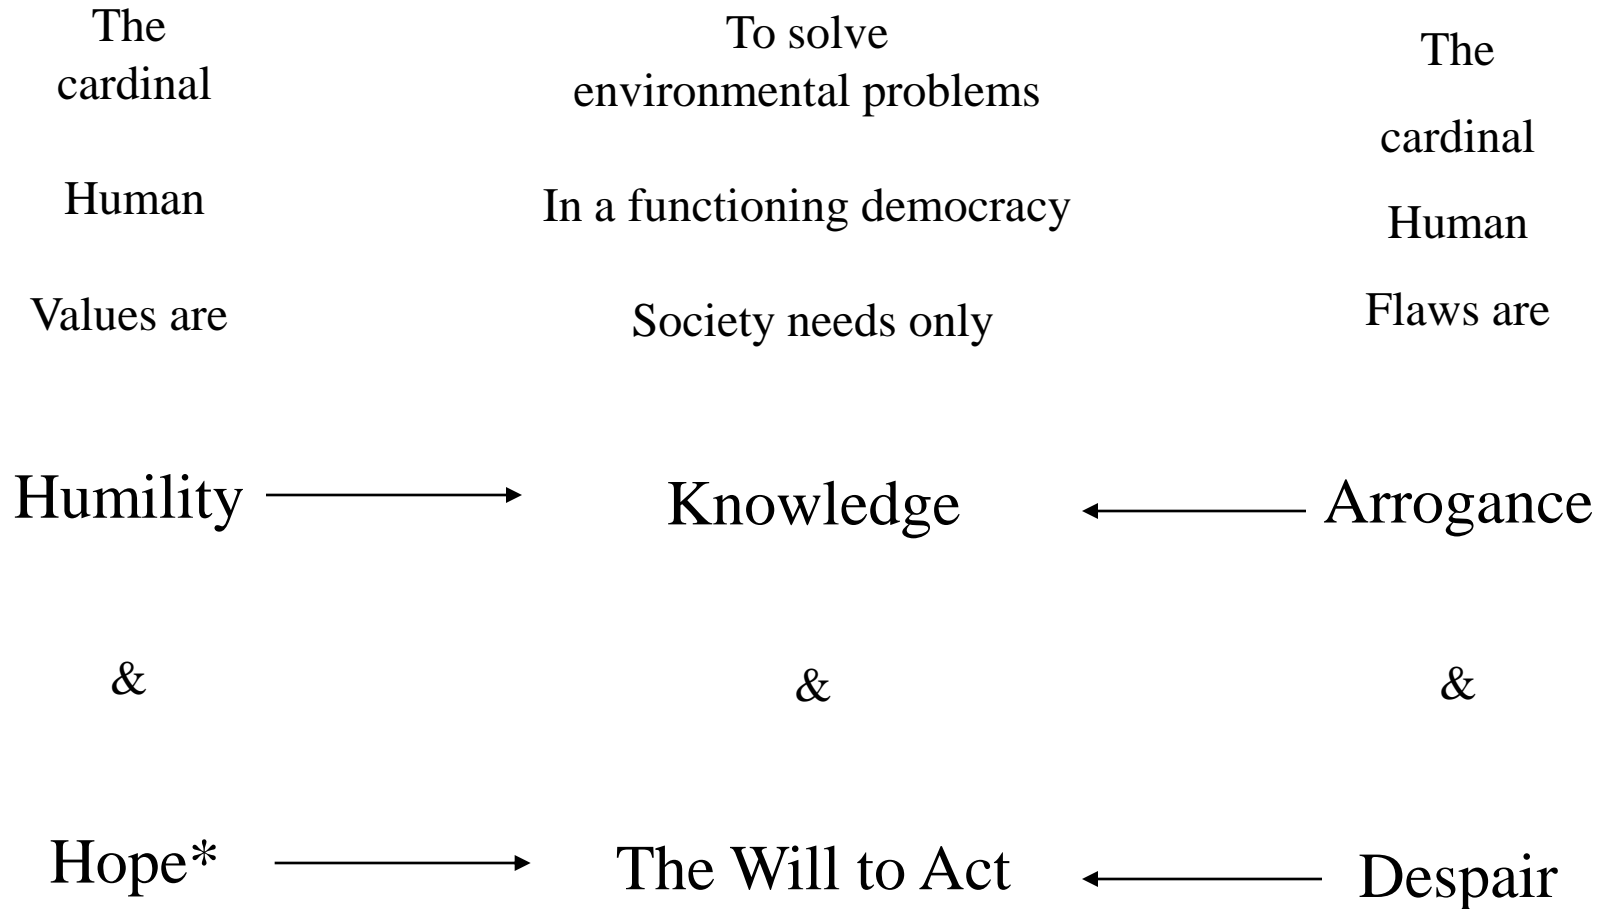 The
cardinal
Human
Values are
To solve
environmental problems
In a functioning democracy
Society needs only
The
cardinal
Human
Flaws are
Humility
Knowledge
Arrogance
&
&
&
Hope*
The Will to Act
Despair